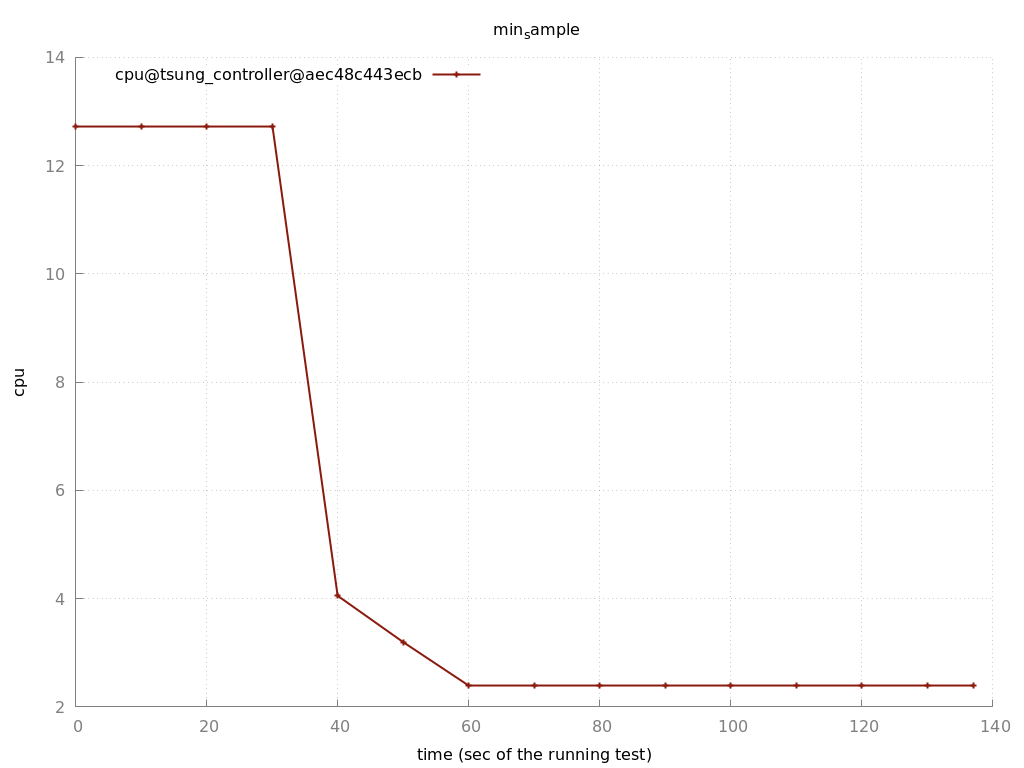 min_sample
14
cpu@tsung_controller@aec48c443ecb
12
10
8
cpu
6
4
2
0 20 40 60 80 100 120 140
time (sec of the running test)